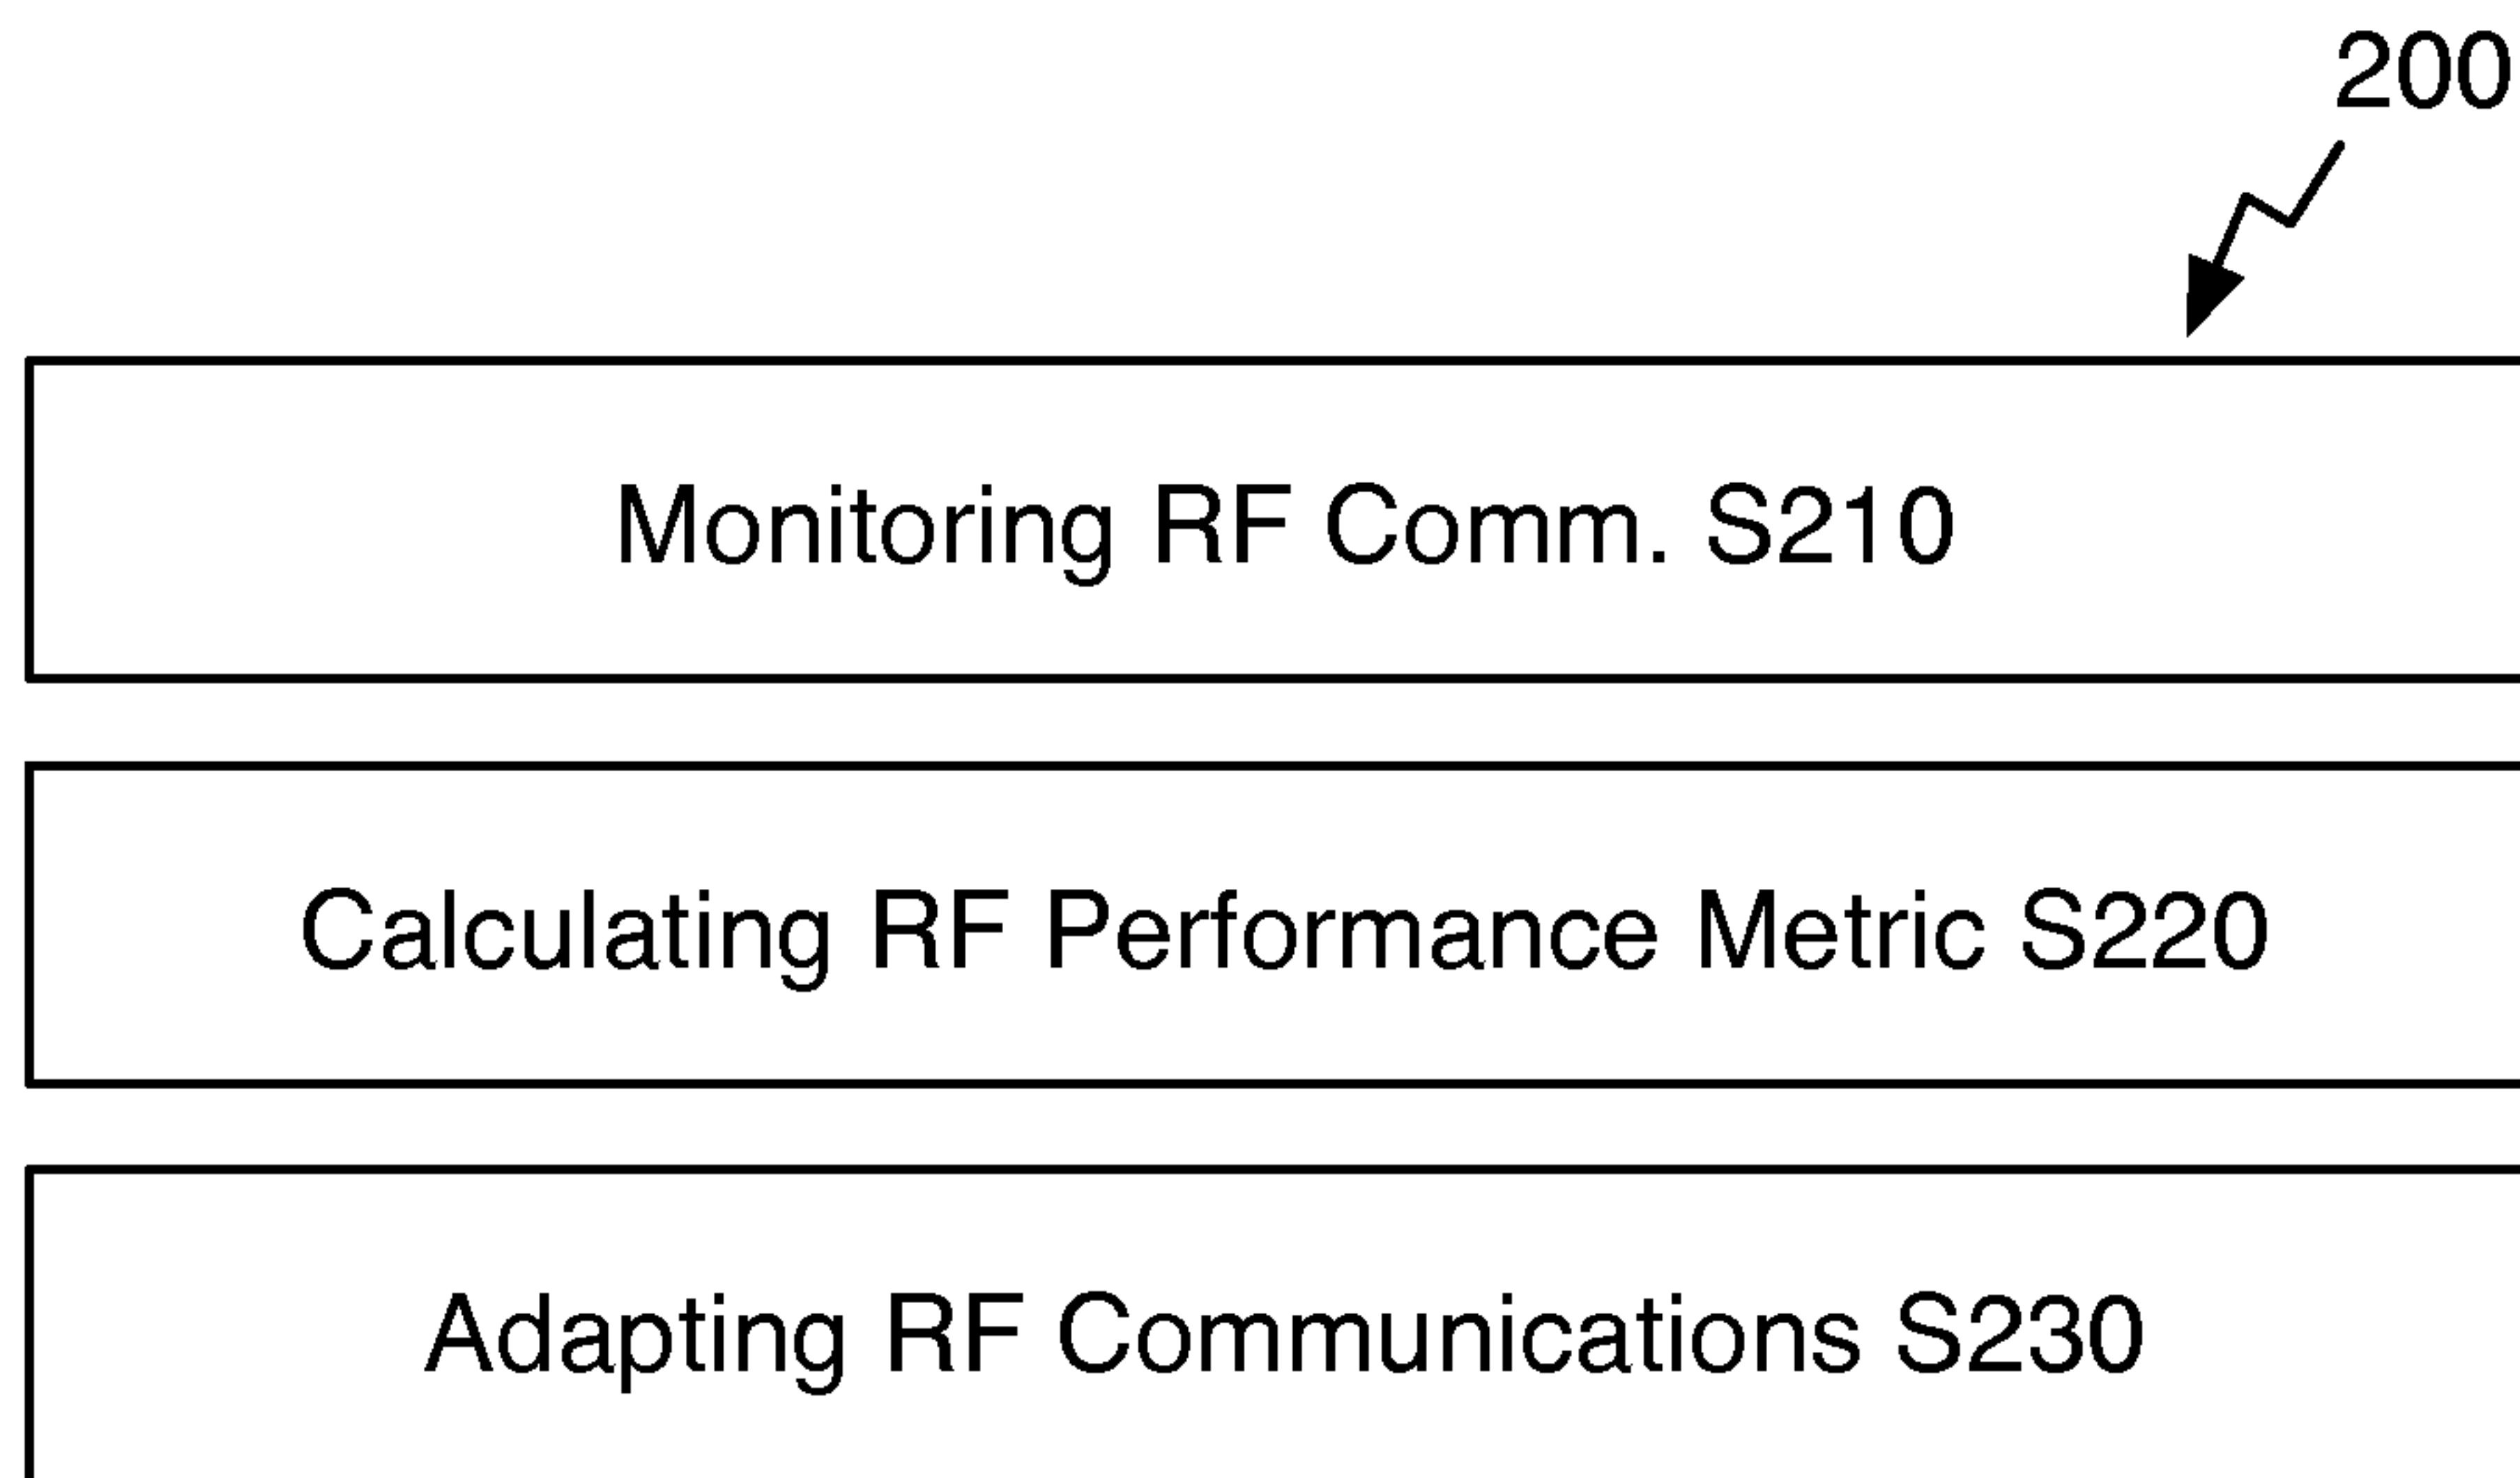 200
Monitoring RF Comm. S210
Calculating RF Performance Metric S220
Adapting RF Communications S230